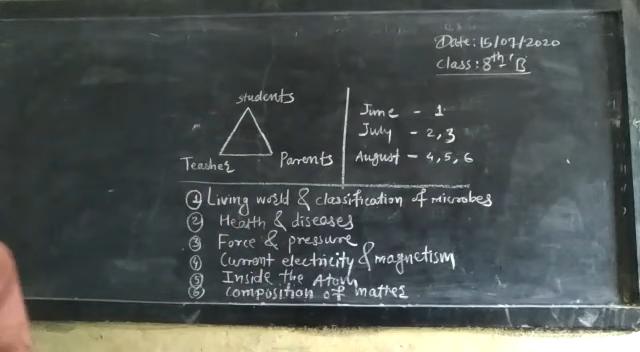 Date: 15/07/2020
Class: 8th 'B'
Students
Teacher Parents
June - 1
July - 2, 3
August - 4, 5, 6
1 Living world & classification of microbes
2 Health & diseases
3 Force & pressure
4 Current electricity & magnetism
5 Inside the Atom
6 Composition of matter